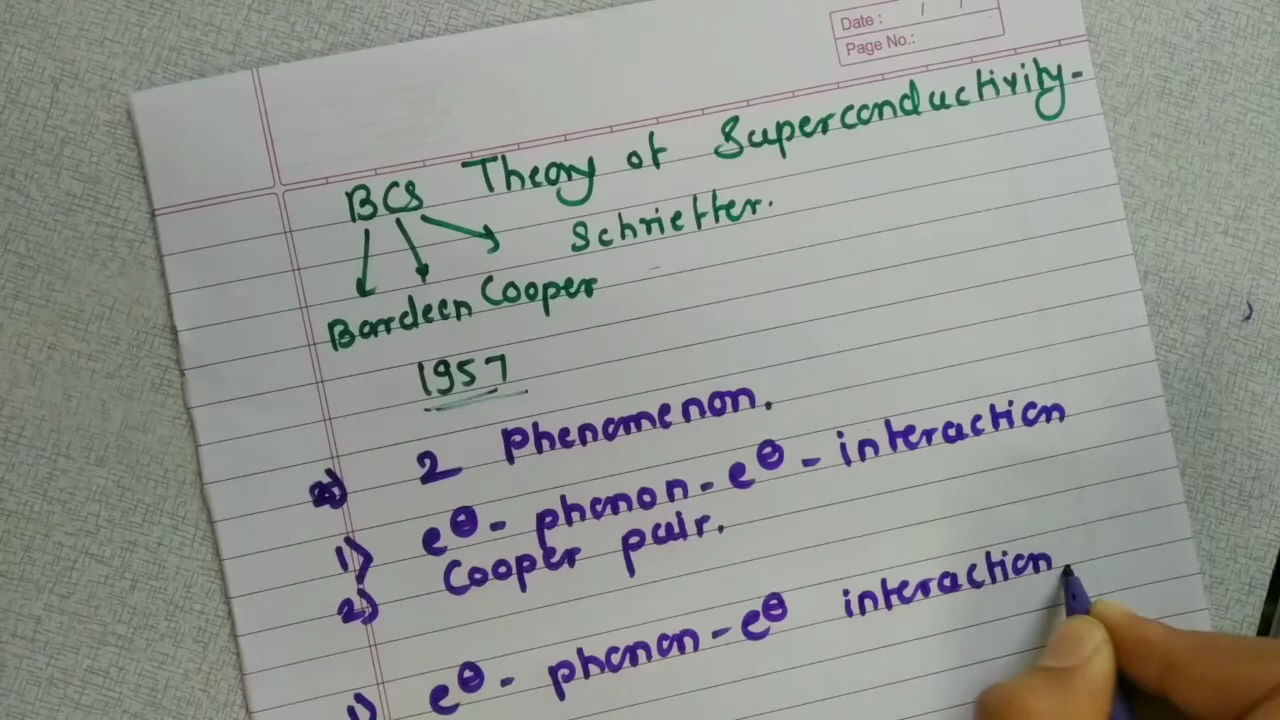 Date : / /
Page No.:
BCS Theory of Superconductivity-
Schrietter.
Bardeen Cooper
1957
2 Phenomenon.
1) e⊖- phonon - e⊖ - interaction
2) Cooper pair.
1) e⊖- phonon - e⊖ interaction